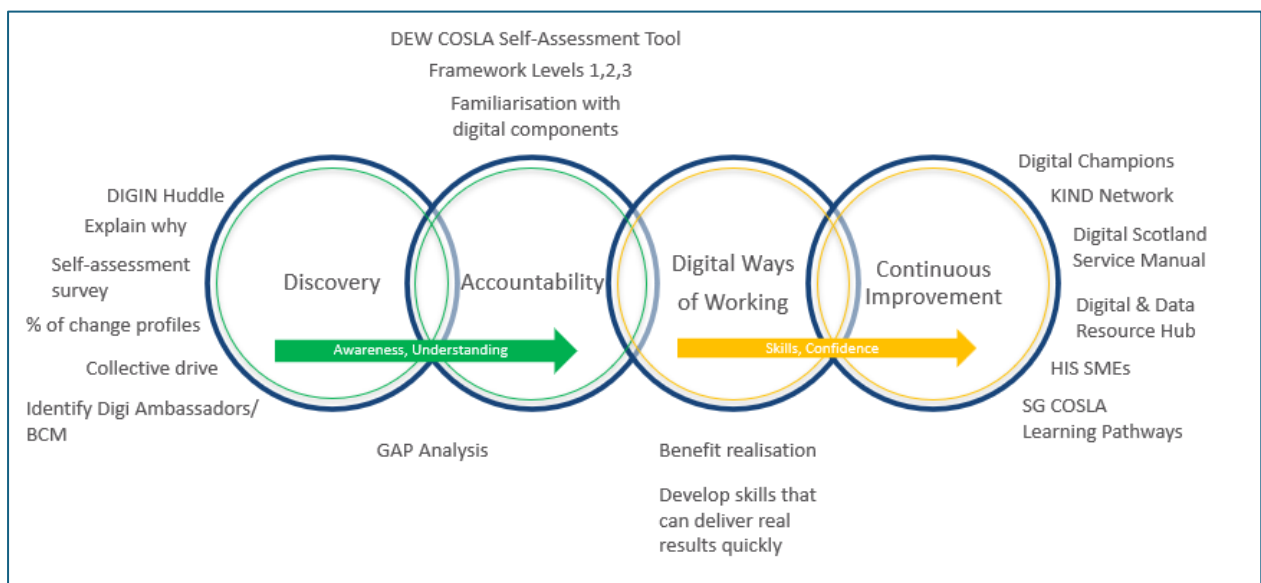 DEW COSLA Self-Assessment Tool
Framework Levels 1,2,3
Familiarisation with
digital components
DIGIN Huddle
Explain why
Self-assessment
survey
% of change profiles
Collective drive
Identify Digi Ambassadors/
BCM
Discovery
Accountability
Awareness, Understanding
GAP Analysis
Digital Ways
of Working
Continuous
Improvement
Skills, Confidence
Benefit realisation
Develop skills that
can deliver real
results quickly
Digital Champions
KIND Network
Digital Scotland
Service Manual
Digital & Data
Resource Hub
HIS SMEs
SG COSLA
Learning Pathways